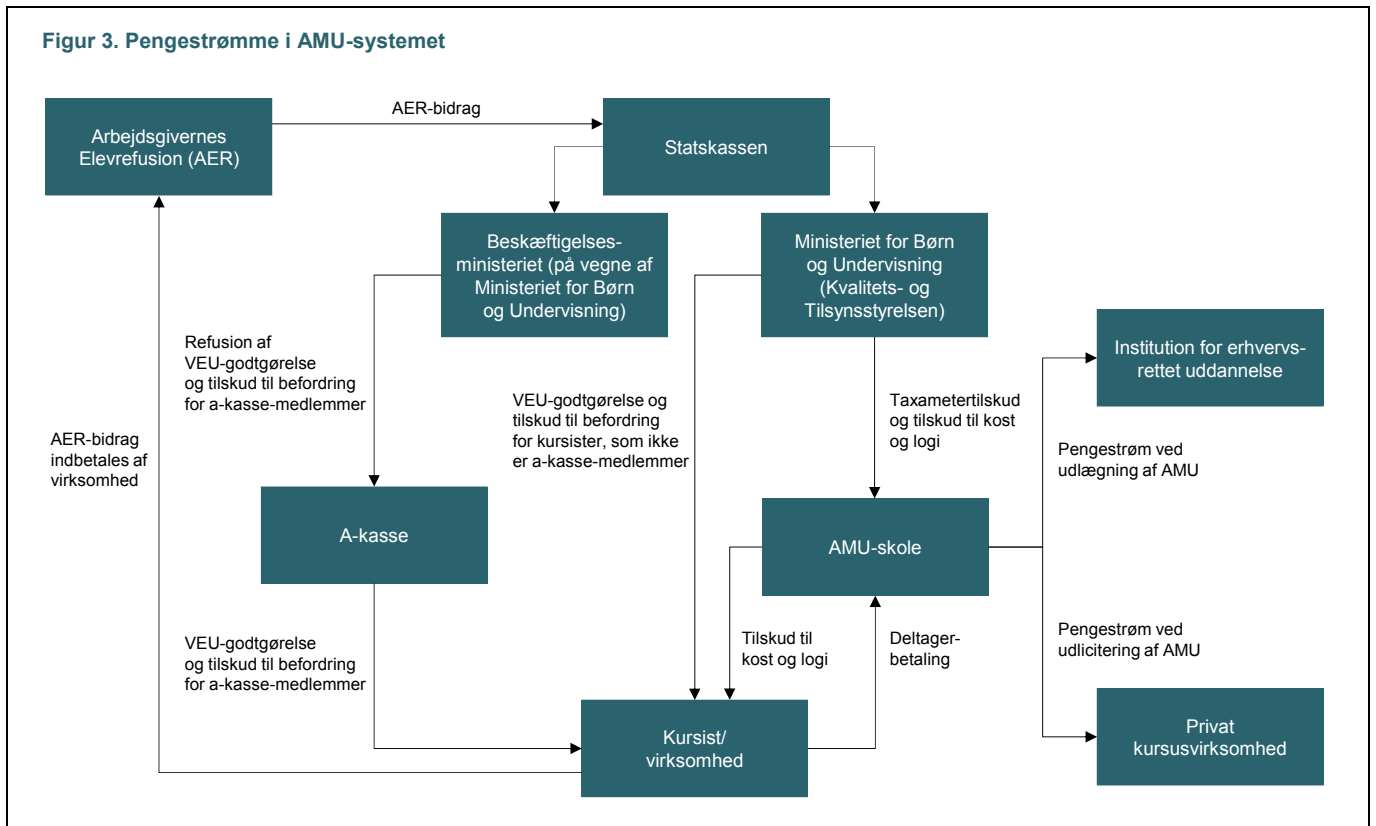 Figur 3. Pengestrømme i AMU-systemet
AER-bidrag
Arbejdsgivernes
Elevrefusion (AER)
Statskassen
Beskæftigelses-
ministeriet (på vegne af
Ministeriet for Børn
og Undervisning)
Ministeriet for Børn
og Undervisning
(Kvalitets- og
Tilsynsstyrelsen)
Institution for erhvervs-
rettet uddannelse
Refusion af
VEU-godtgørelse
og tilskud til befordring
for a-kasse-medlemmer
VEU-godtgørelse og
tilskud til befordring
for kursister, som ikke
er a-kasse-medlemmer
Taxametertilskud
og tilskud til kost
og logi
AER-bidrag
indbetales af
virksomhed
Pengestrøm ved
udlægning af AMU
A-kasse
AMU-skole
VEU-godtgørelse
og tilskud til befordring
for a-kasse-medlemmer
Tilskud til
kost og logi
Deltager-
betaling
Pengestrøm ved
udlicitering af AMU
Kursist/
virksomhed
Privat
kursusvirksomhed